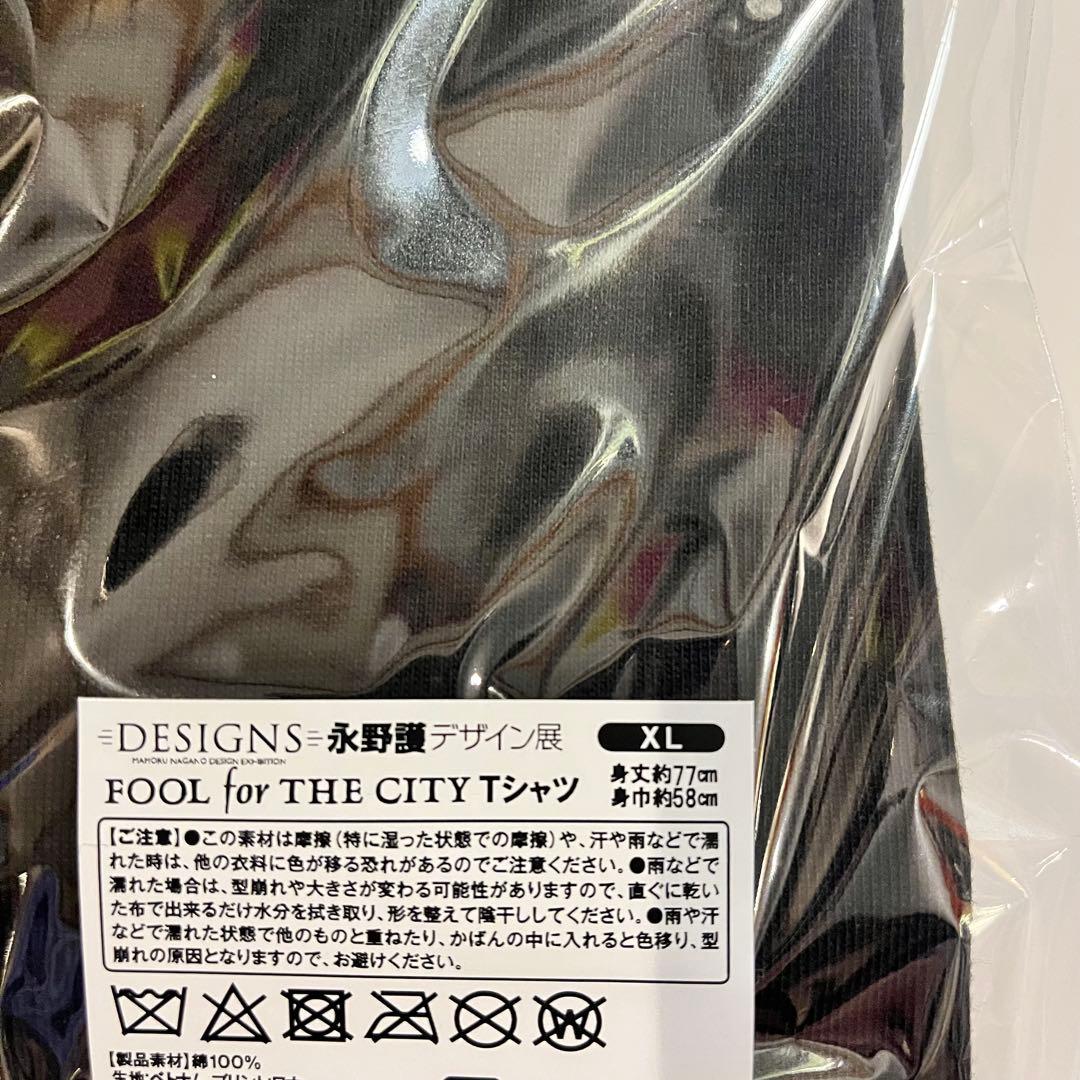 DESIGNS 永野護デザイン展 XL
MAMORU NAGANO DESIGN EXHIBITION
FOOL for THE CITY Tシャツ
身丈約77cm
身巾約58cm
【ご注意】●この素材は摩擦（特に湿った状態での摩擦）や、汗や雨などで濡
れた時は、他の衣料に色が移る恐れがあるのでご注意ください。●雨などで
濡れた場合は、型崩れや大きさが変わる可能性がありますので、直ぐに乾い
た布で出来るだけ水分を拭き取り、形を整えて陰干ししてください。●雨や汗
などで濡れた状態で他のものと重ねたり、かばんの中に入れると色移り、型
崩れの原因となりますので、お避けください。
W
【製品素材】綿100%